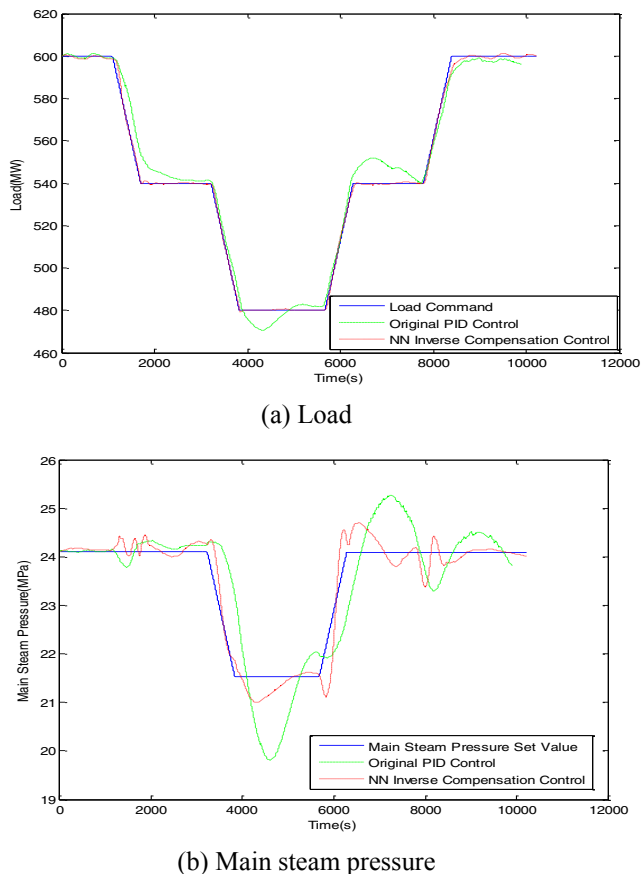 620
600
580
560
540
520
500
480
460
Load(MW)
0
2000
4000
6000
8000
10000
12000
Time(s)
Load Command
Original PID Control
NN Inverse Compensation Control
(a) Load
26
25
24
23
22
21
20
19
Main Steam Pressure(MPa)
0
2000
4000
6000
8000
10000
12000
Time(s)
Main Steam Pressure Set Value
Original PID Control
NN Inverse Compensation Control
(b) Main steam pressure